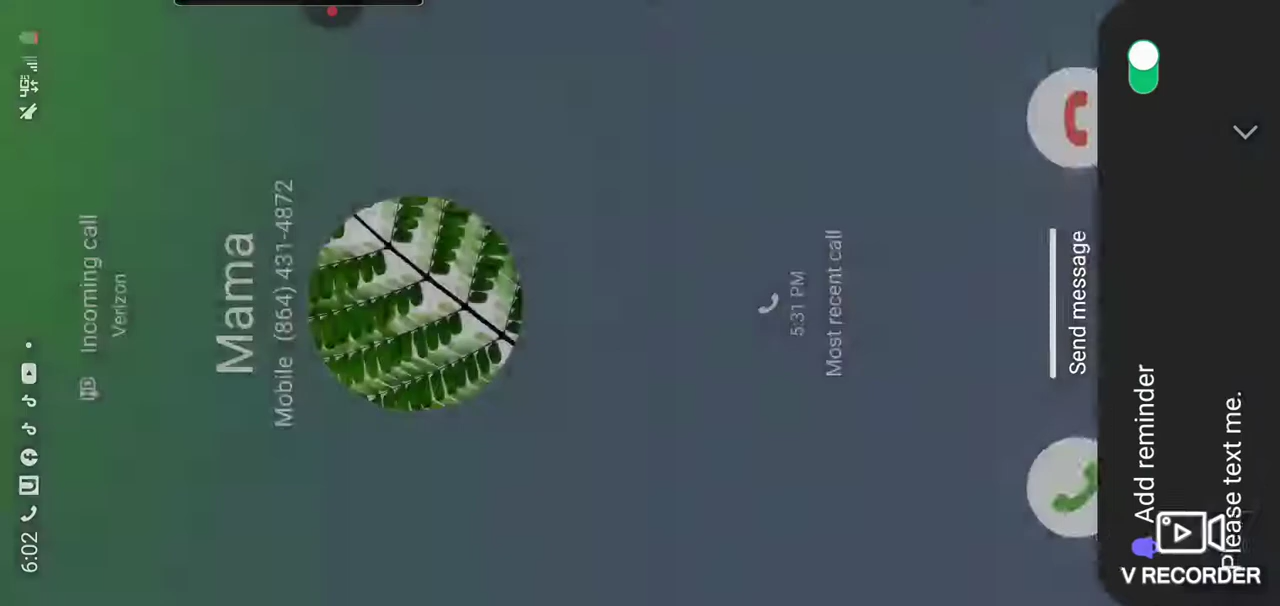 6:02
4GE
Incoming call
Verizon
Mama
Mobile (864) 431-4872
5:31 PM
Most recent call
Send message
Add reminder
Please text me.
V RECORDER